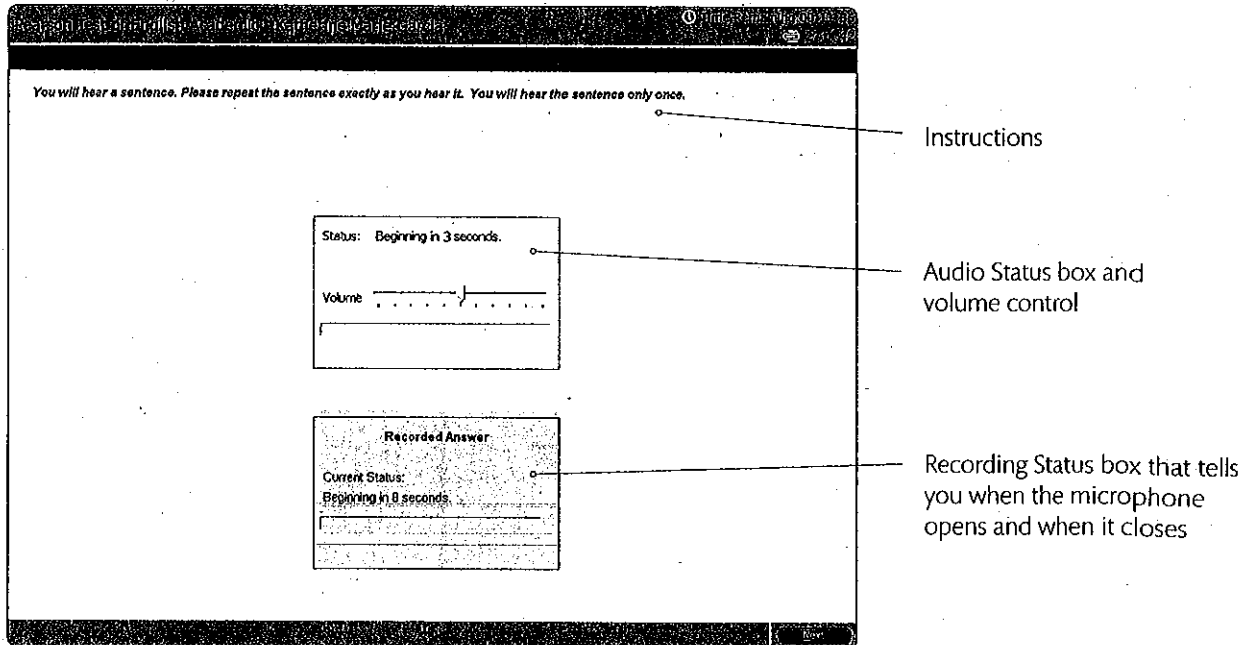 You will hear a sentence. Please repeat the sentence exactly as you hear it. You will hear the sentence only once.
Instructions
Status: Beginning in 3 seconds.
Volume
Audio Status box and
volume control
Recorded Answer
Current Status:
Beginning in 8 seconds.
Recording Status box that tells
you when the microphone
opens and when it closes
Next